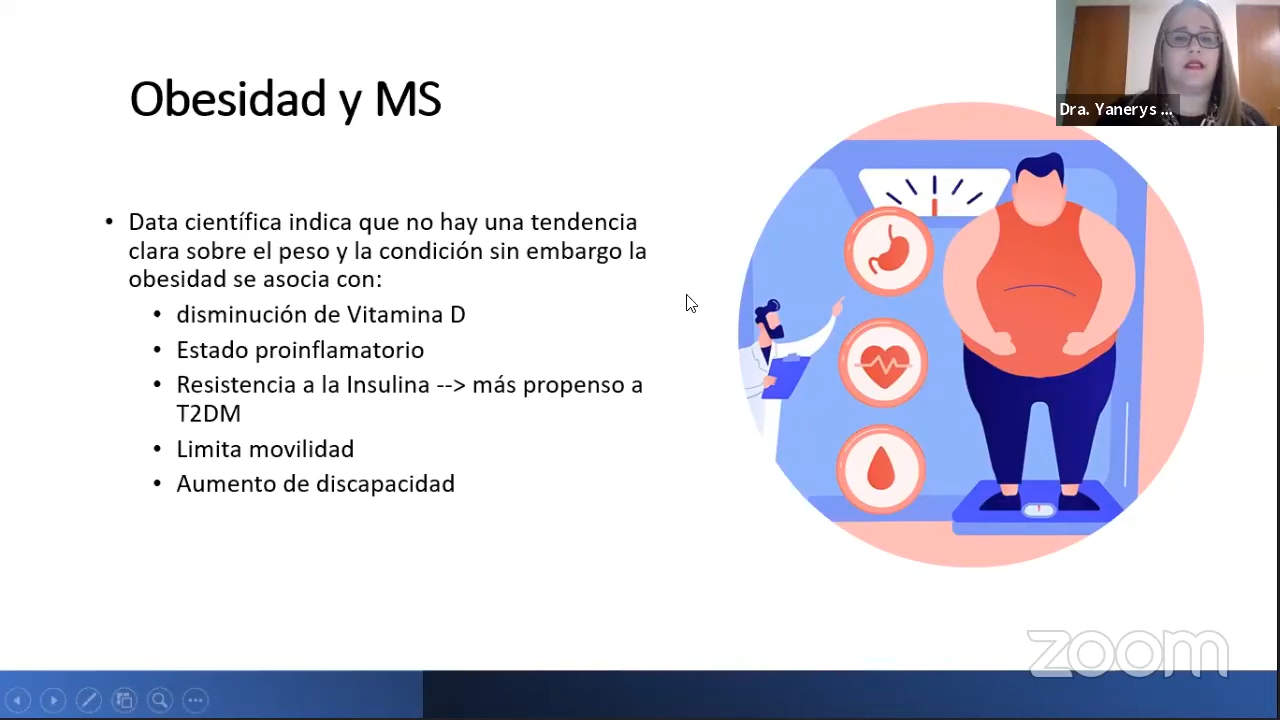 Dra. Yanerys ...
Obesidad y MS
• Data científica indica que no hay una tendencia
clara sobre el peso y la condición sin embargo la
obesidad se asocia con:
• disminución de Vitamina D
• Estado proinflamatorio
• Resistencia a la Insulina --> más propenso a
T2DM
• Limita movilidad
• Aumento de discapacidad
zoom